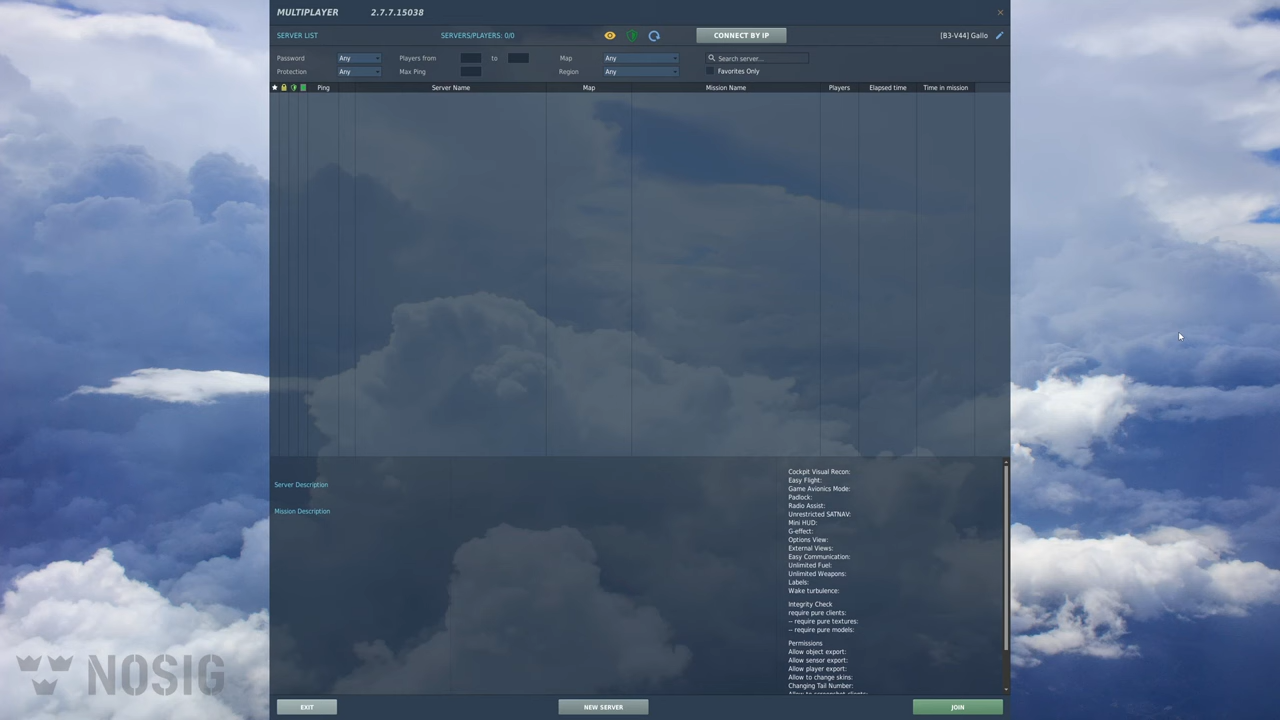 MULTIPLAYER 2.7.7.15038
SERVER LIST SERVERS/PLAYERS: 0/0 CONNECT BY IP [B3-V44] Gallo
Password Any Players from to Map Any Search server...
Protection Any Max Ping Region Any Favorites Only
Ping Server Name Map Mission Name Players Elapsed time Time in mission
Server Description
Mission Description
Cockpit Visual Recon:
Easy Flight:
Game Avionics Mode:
Padlock:
Radio Assist:
Unrestricted SATNAV:
Mini HUD:
G-effect:
Options View:
External Views:
Easy Communication:
Unlimited Fuel:
Unlimited Weapons:
Labels:
Wake turbulence:
Integrity Check
require pure clients:
-- require pure textures:
-- require pure models:
Permissions
Allow object export:
Allow sensor export:
Allow player export:
Allow to change skins:
Changing Tail Number:
NOSIG
EXIT NEW SERVER JOIN